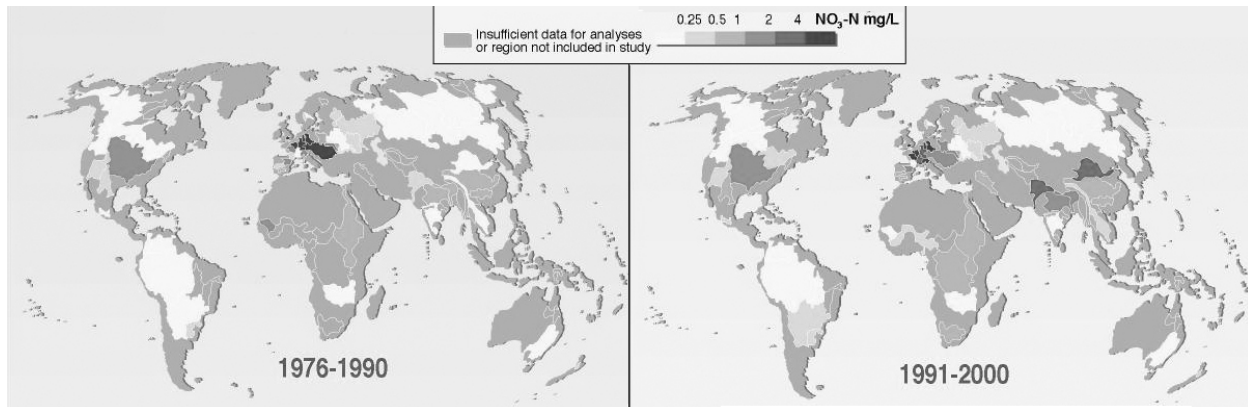 0.25 0.5 1 2 4 NO₃-N mg/L
Insufficient data for analyses
or region not included in study
1976-1990
1991-2000